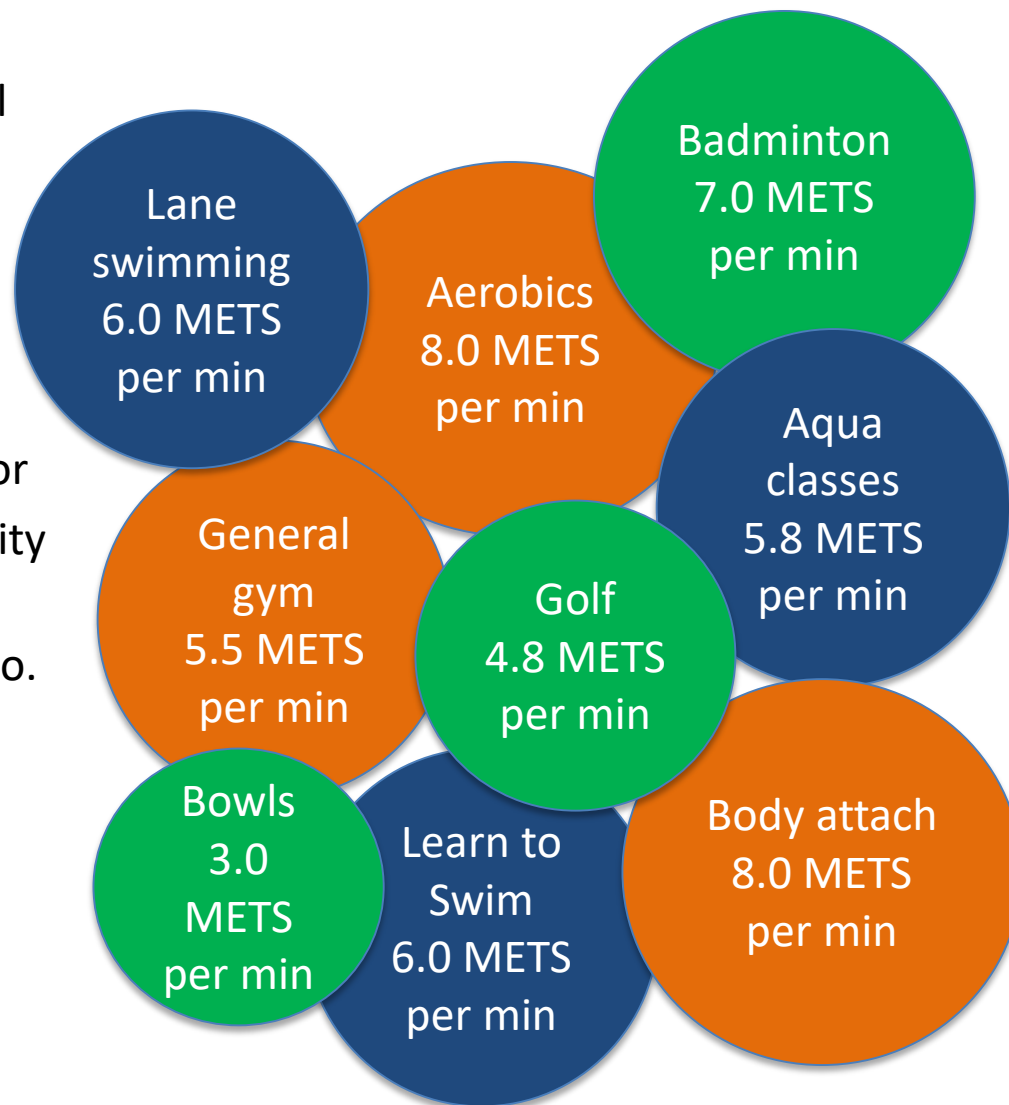 l
or
ity
o.
Lane
swimming
6.0 METS
per min
Aerobics
8.0 METS
per min
Badminton
7.0 METS
per min
Aqua
classes
5.8 METS
per min
General
gym
5.5 METS
per min
Golf
4.8 METS
per min
Bowls
3.0
METS
per min
Learn to
Swim
6.0 METS
per min
Body attach
8.0 METS
per min